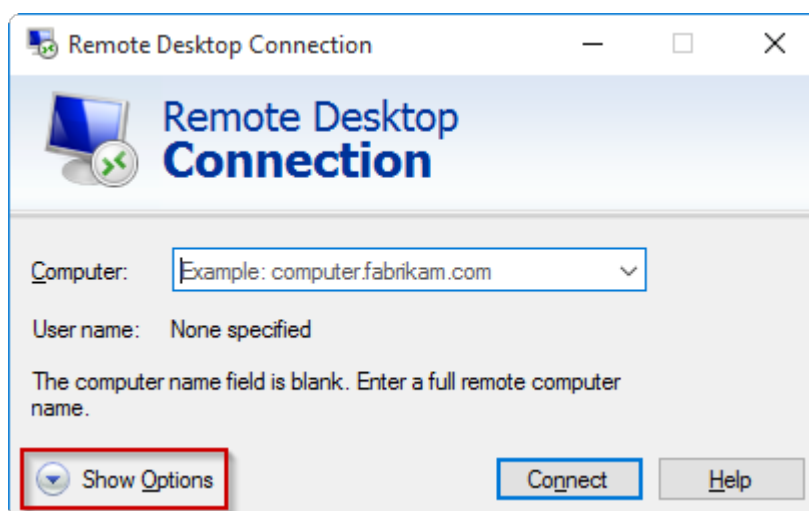 Remote Desktop Connection
Remote Desktop
Connection
Computer: Example: computer.fabrikam.com
User name: None specified
The computer name field is blank. Enter a full remote computer
name.
Show Options Connect Help